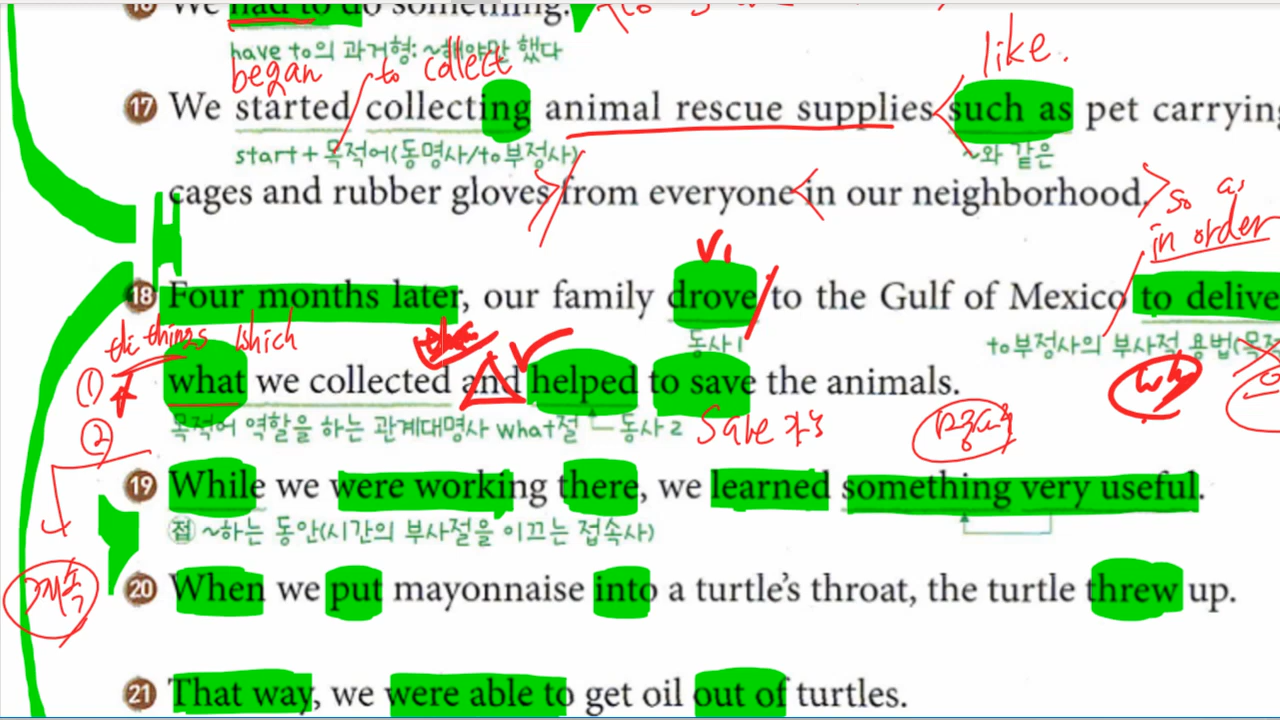 16 We had to do something.
have to의 과거형: ~해야만 했다
began to collect like.
17 We started collecting animal rescue supplies such as pet carrying
start+목적어(동명사/to부정사) ~와 같은
cages and rubber gloves from everyone in our neighborhood.
so as
in order
V1
18 Four months later, our family drove to the Gulf of Mexico to delive
동사1 to부정사의 부사적 용법(목적
the things which
① what we collected and helped to save the animals.
목적어 역할을 하는 관계대명사 what절 동사 2
②
19 While we were working there, we learned something very useful.
접 ~하는 동안(시간의 부사절을 이끄는 접속사)
20 When we put mayonnaise into a turtle's throat, the turtle threw up.
계속
21 That way, we were able to get oil out of turtles.